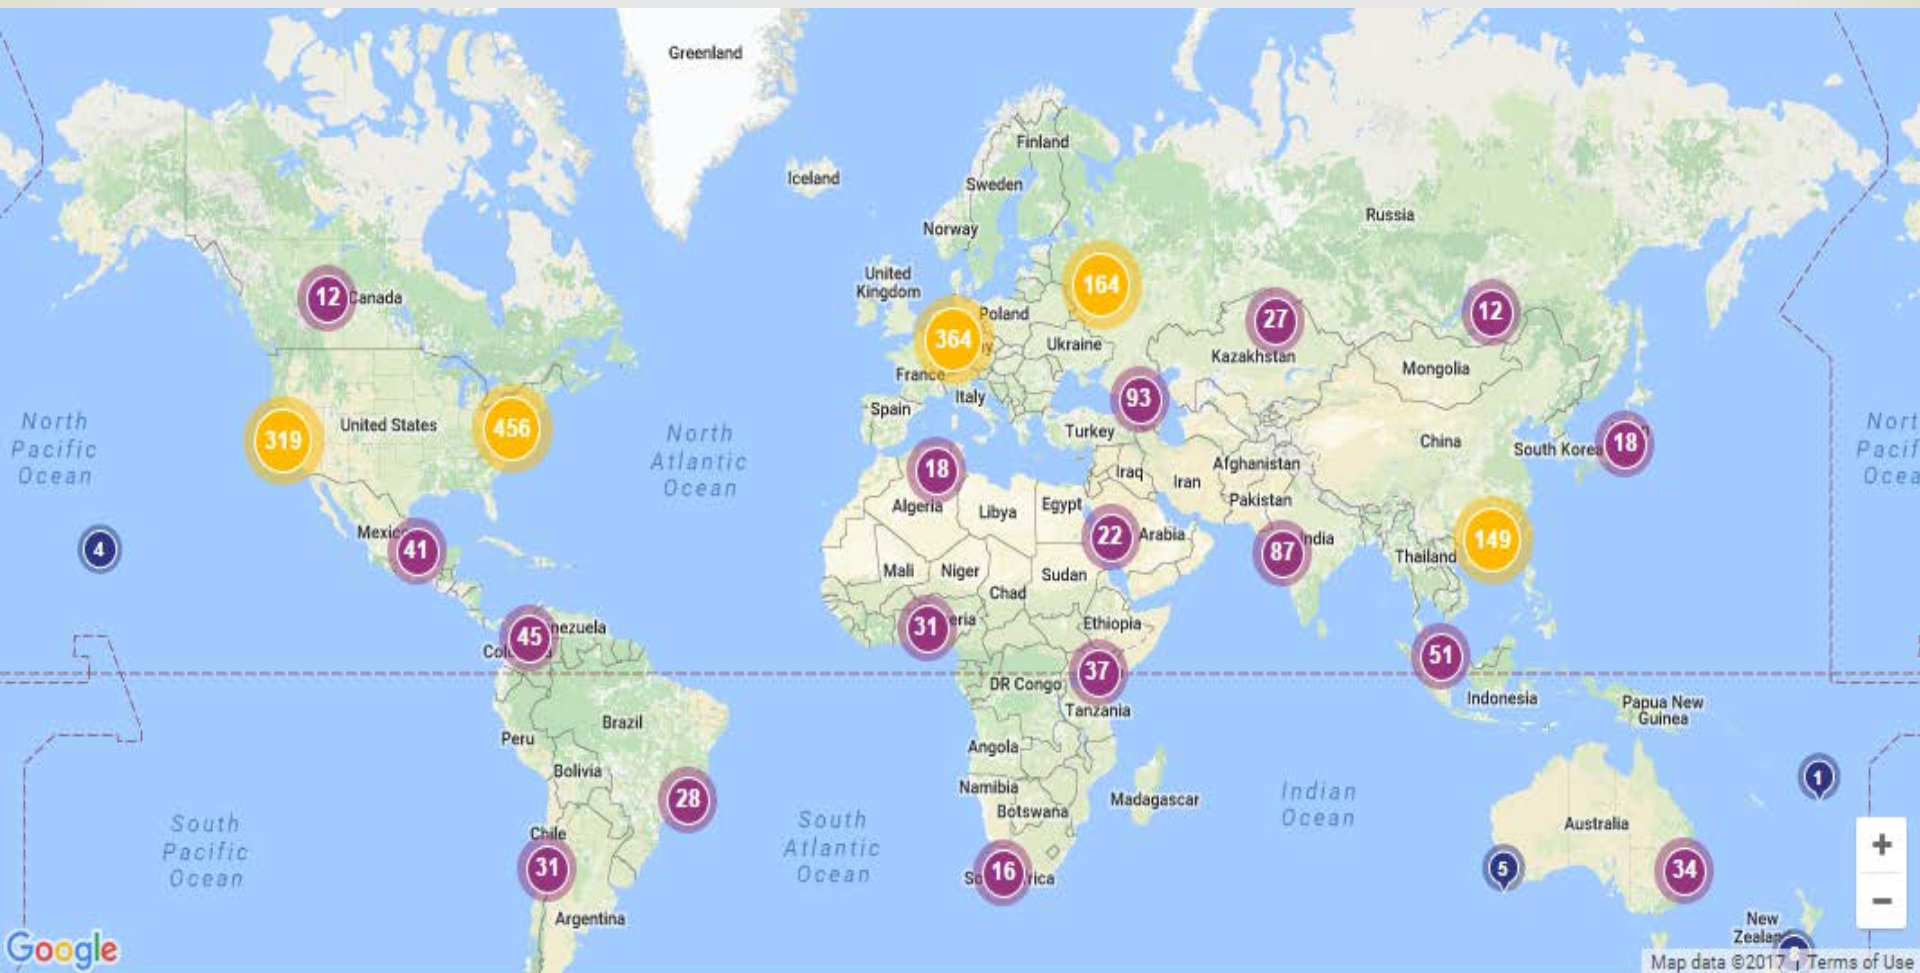 Greenland
Finland
Iceland
Sweden
Russia
Norway
United
Kingdom
164
12
Canada
Poland
27
12
364
Ukraine
Kazakhstan
Mongolia
France
93
Italy
Spain
North
Pacific
Ocean
319
United States
456
North
Atlantic
Ocean
Turkey
China
South Korea
18
18
Iraq
Iran
Afghanistan
Pakistan
Algeria
Libya
Egypt
4
Mexico
41
22
Arabia
87
India
Thailand
149
Mali
Niger
Sudan
Chad
45
31
Ethiopia
51
37
DR Congo
Indonesia
Papua New
Guinea
Tanzania
Brazil
Peru
Angola
Bolivia
1
Namibia
Madagascar
28
Botswana
Indian
Ocean
South
Pacific
Ocean
Chile
South
Atlantic
Ocean
Australia
+
31
16
5
34
−
Argentina
New
Google
Map data ©2017
Terms of Use